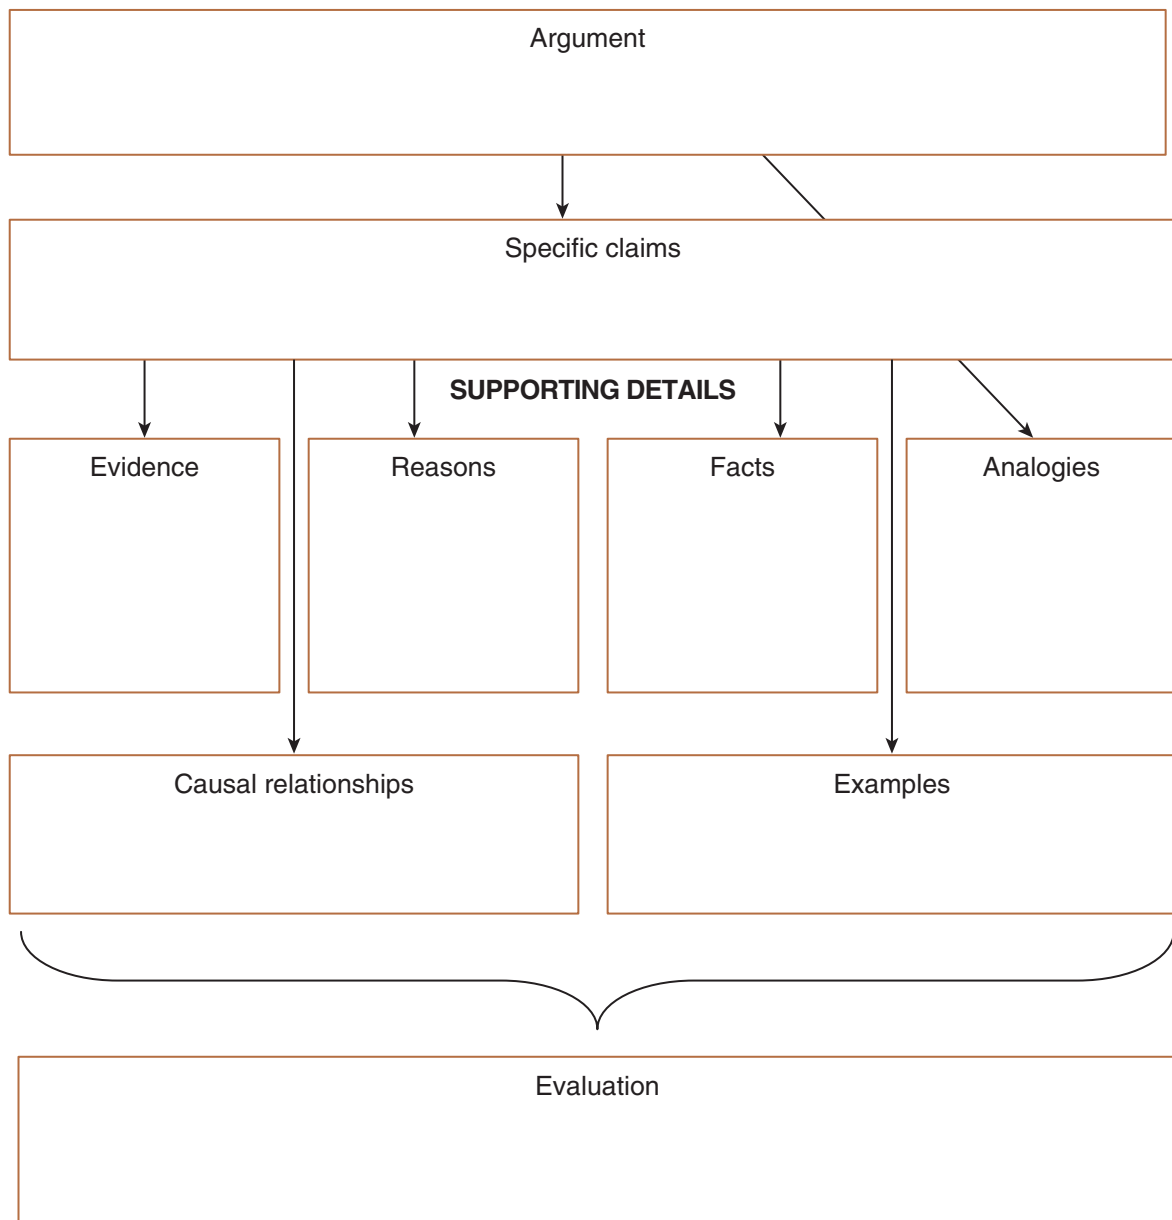 Argument
Specific claims
SUPPORTING DETAILS
Evidence
Reasons
Facts
Analogies
Causal relationships
Examples
Evaluation